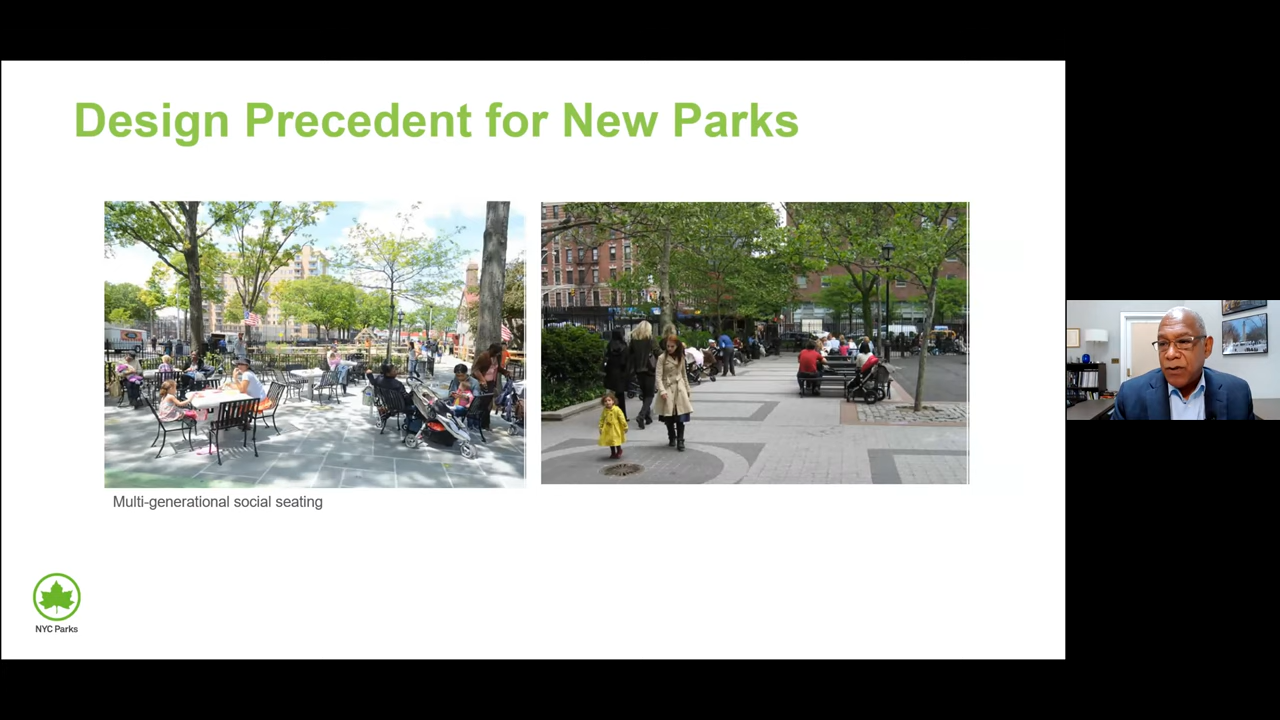 Design Precedent for New Parks
Multi-generational social seating
NYC Parks